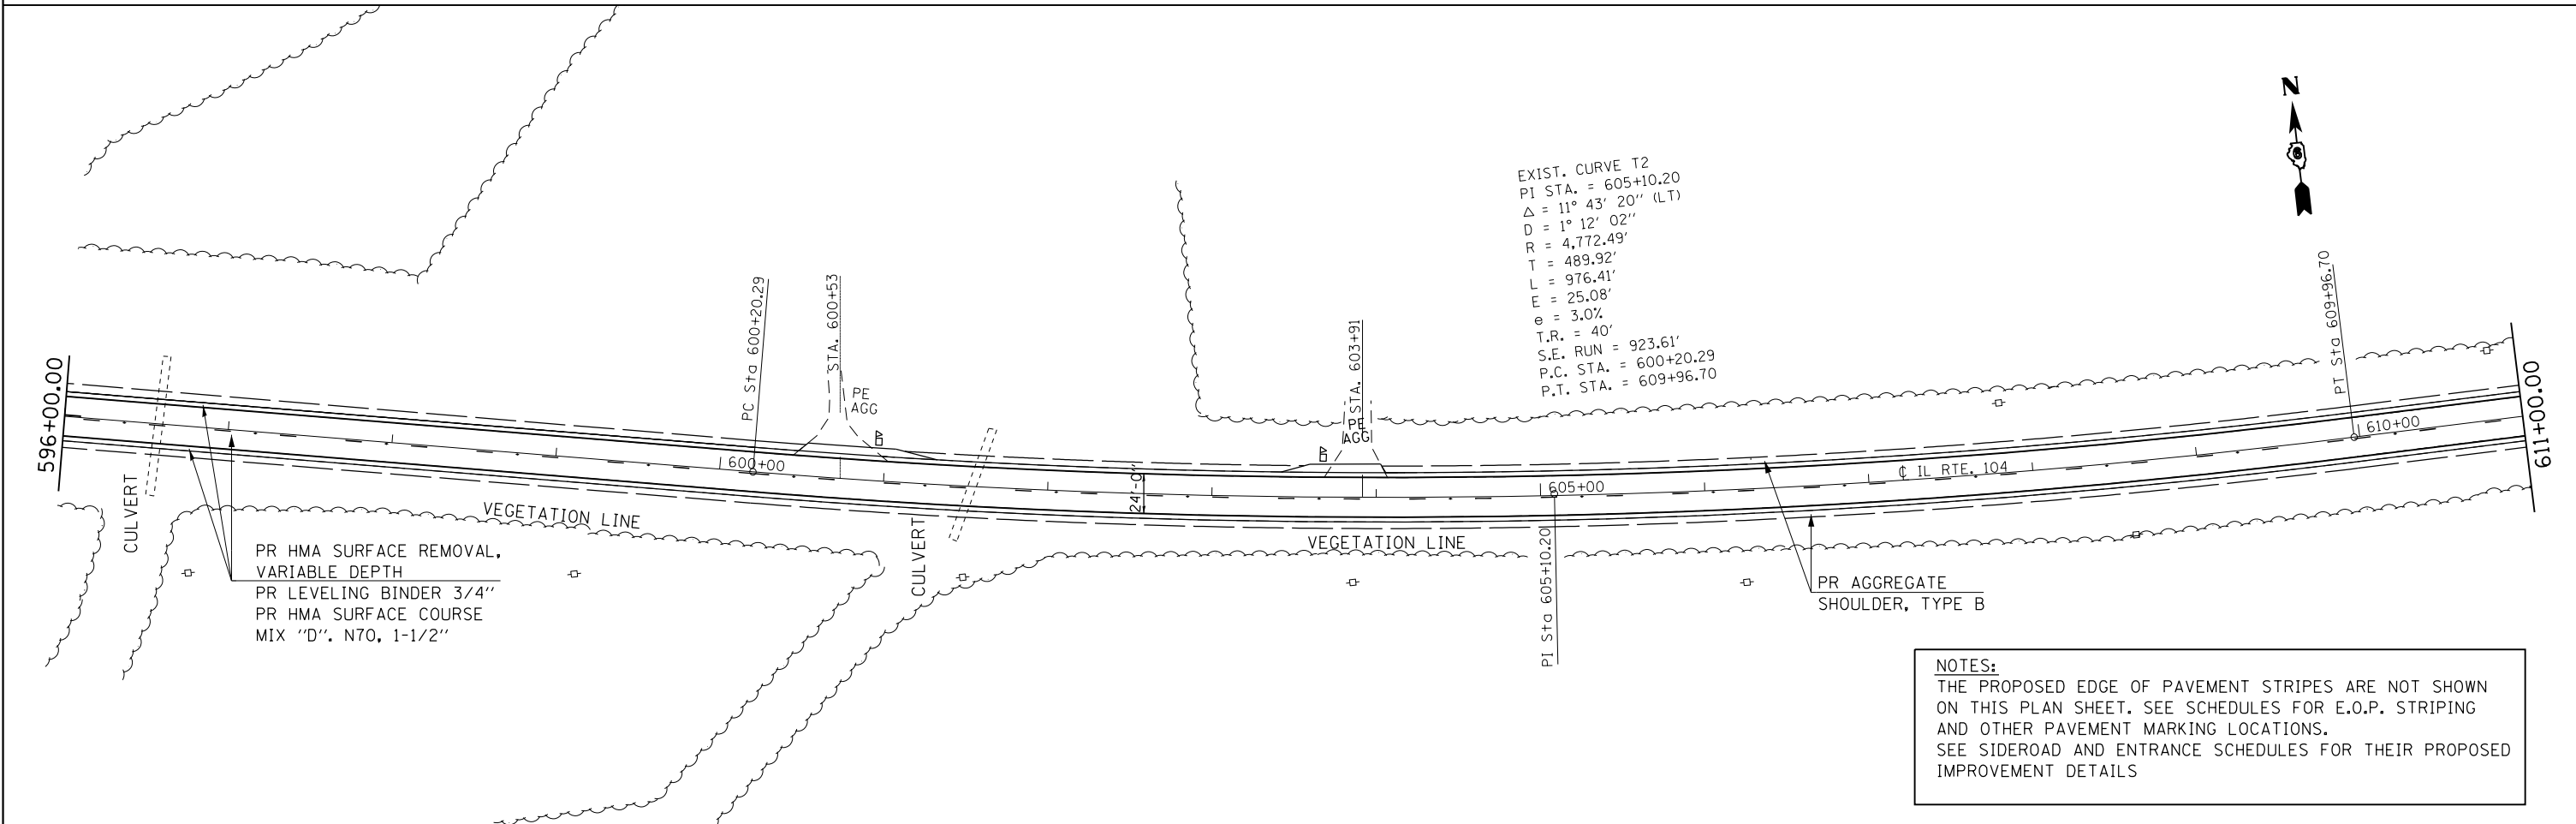 N
6
EXIST. CURVE T2
PI STA. = 605+10.20
Δ = 11° 43' 20" (LT)
D = 1° 12' 02"
R = 4,772.49'
T = 489.92'
L = 976.41'
E = 25.08'
e = 3.0%
T.R. = 40'
S.E. RUN = 923.61'
P.C. STA. = 600+20.29
P.T. STA. = 609+96.70
596+00.00
CULVERT
PC Sta 600+20.29
STA. 600+53
PE
AGG
600+00
VEGETATION LINE
CULVERT
24'-0"
STA. 603+91
PE
AGG
605+00
VEGETATION LINE
PI Sta 605+10.20
℄ IL RTE. 104
PT Sta 609+96.70
610+00
611+00.00
PR HMA SURFACE REMOVAL,
VARIABLE DEPTH
PR LEVELING BINDER 3/4"
PR HMA SURFACE COURSE
MIX "D". N70, 1-1/2"
PR AGGREGATE
SHOULDER, TYPE B
NOTES:
THE PROPOSED EDGE OF PAVEMENT STRIPES ARE NOT SHOWN
ON THIS PLAN SHEET. SEE SCHEDULES FOR E.O.P. STRIPING
AND OTHER PAVEMENT MARKING LOCATIONS.
SEE SIDEROAD AND ENTRANCE SCHEDULES FOR THEIR PROPOSED
IMPROVEMENT DETAILS